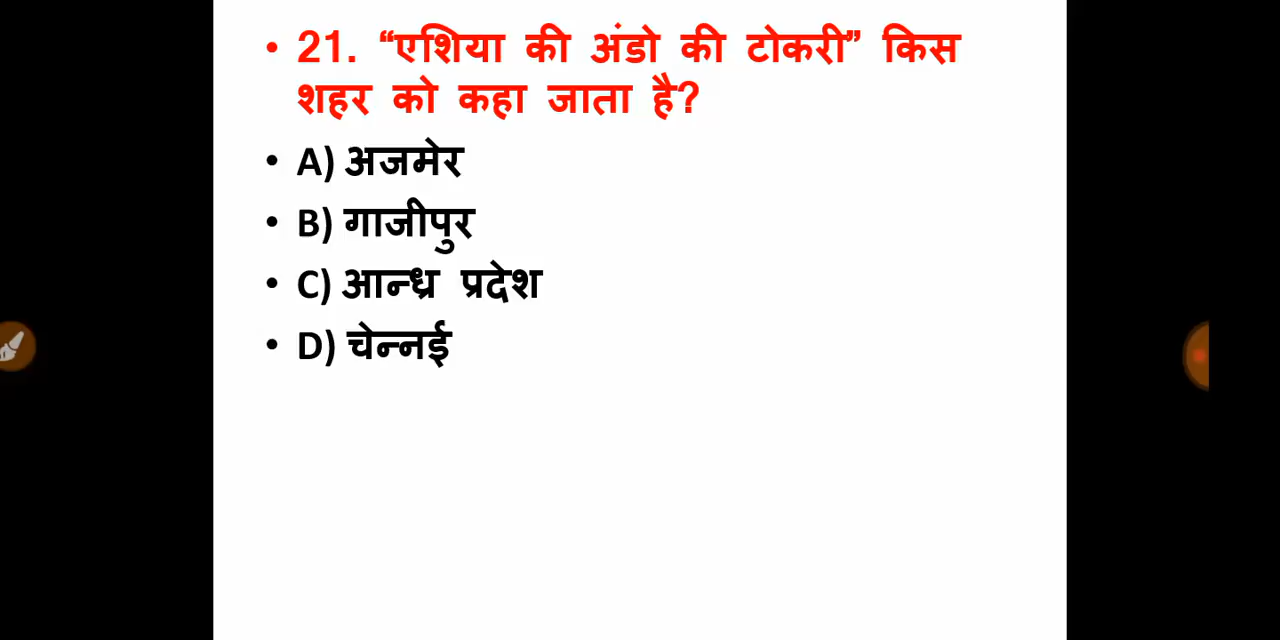 • 21. “एशिया की अंडो की टोकरी” किस
शहर को कहा जाता है?
• A) अजमेर
• B) गाजीपुर
• C) आन्ध्र प्रदेश
• D) चेन्नई